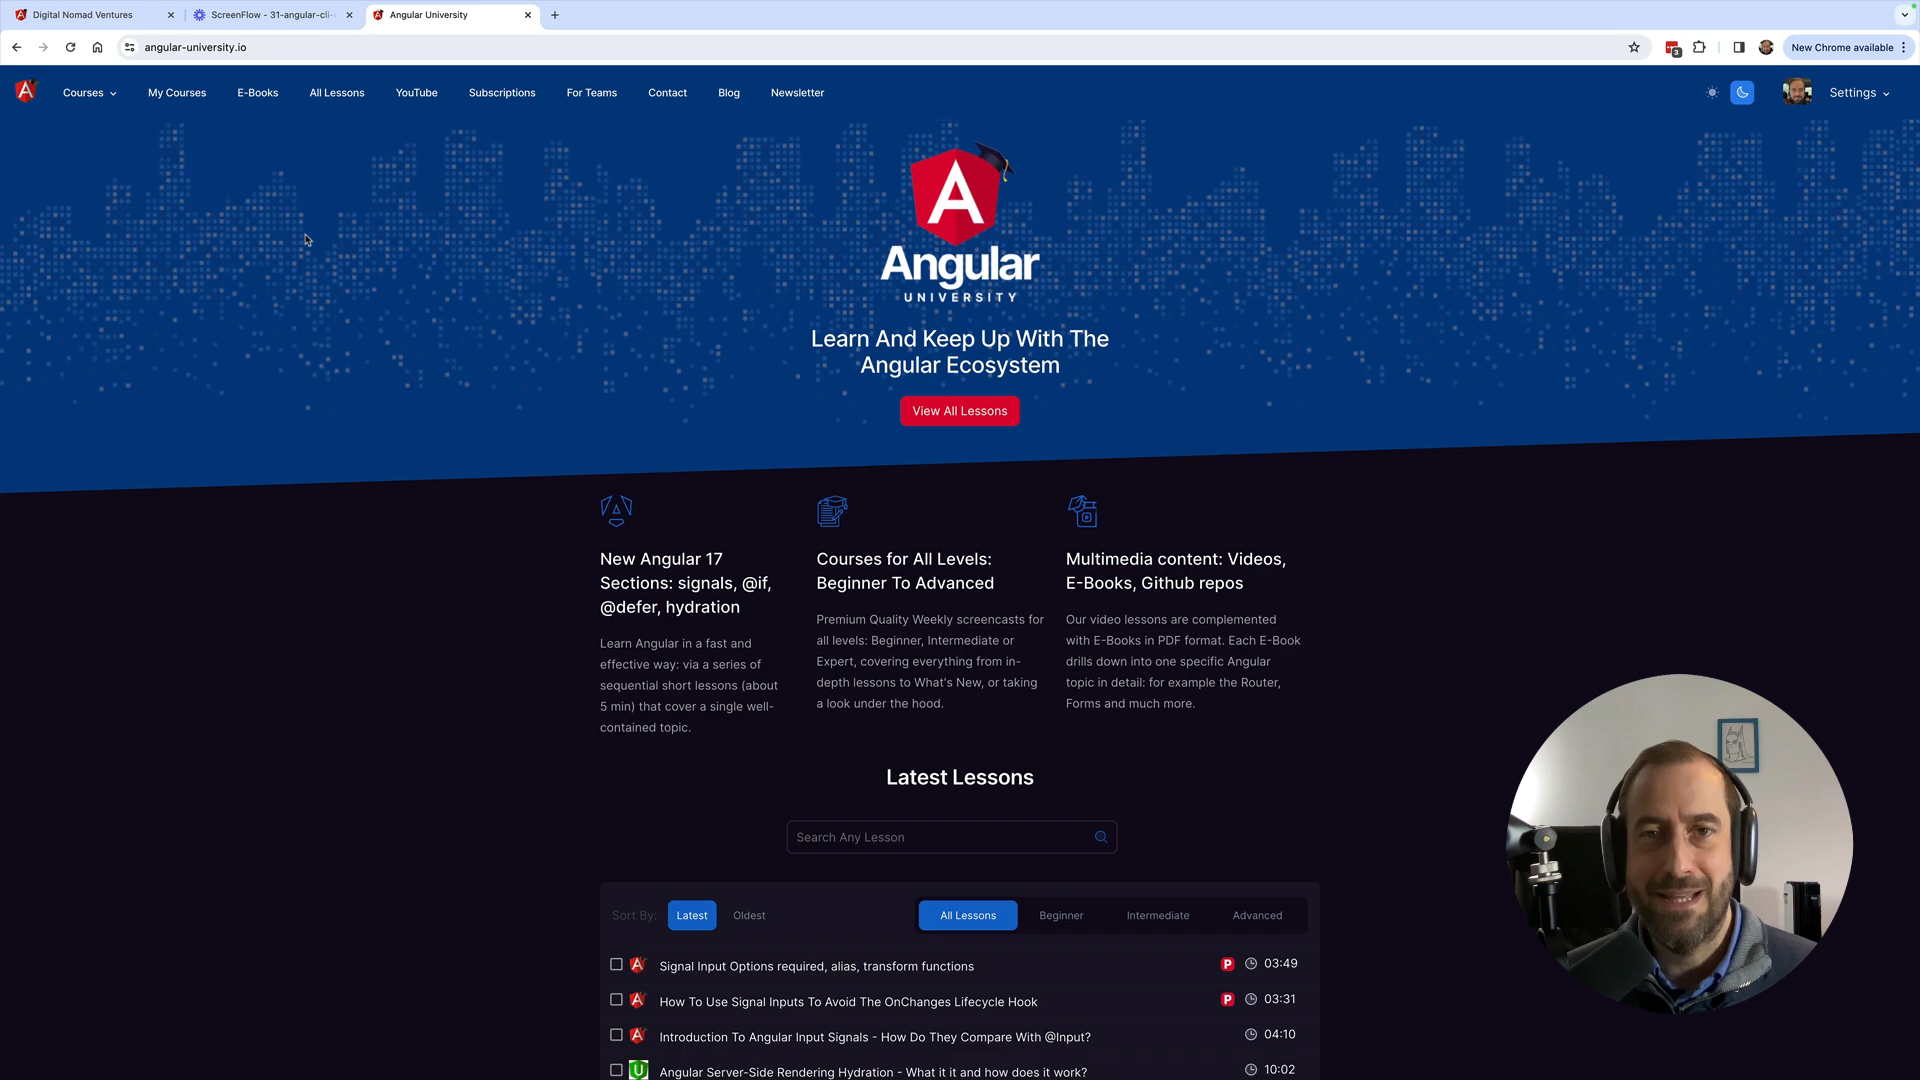 Digital Nomad Ventures
ScreenFlow - 31-angular-cli-
Angular University
angular-university.io
3
New Chrome available
Courses
My Courses
E-Books
All Lessons
YouTube
Subscriptions
For Teams
Contact
Blog
Newsletter
Settings
Angular
UNIVERSITY
Learn And Keep Up With The
Angular Ecosystem
View All Lessons
New Angular 17
Sections: signals, @if,
@defer, hydration
Learn Angular in a fast and
effective way: via a series of
sequential short lessons (about
5 min) that cover a single well-
contained topic.
Courses for All Levels:
Beginner To Advanced
Premium Quality Weekly screencasts for
all levels: Beginner, Intermediate or
Expert, covering everything from in-
depth lessons to What's New, or taking
a look under the hood.
Multimedia content: Videos,
E-Books, Github repos
Our video lessons are complemented
with E-Books in PDF format. Each E-Book
drills down into one specific Angular
topic in detail: for example the Router,
Forms and much more.
Latest Lessons
Search Any Lesson
Sort By: Latest Oldest
All Lessons Beginner Intermediate Advanced
Signal Input Options required, alias, transform functions P 03:49
How To Use Signal Inputs To Avoid The OnChanges Lifecycle Hook P 03:31
Introduction To Angular Input Signals - How Do They Compare With @Input? 04:10
Angular Server-Side Rendering Hydration - What it it and how does it work? 10:02